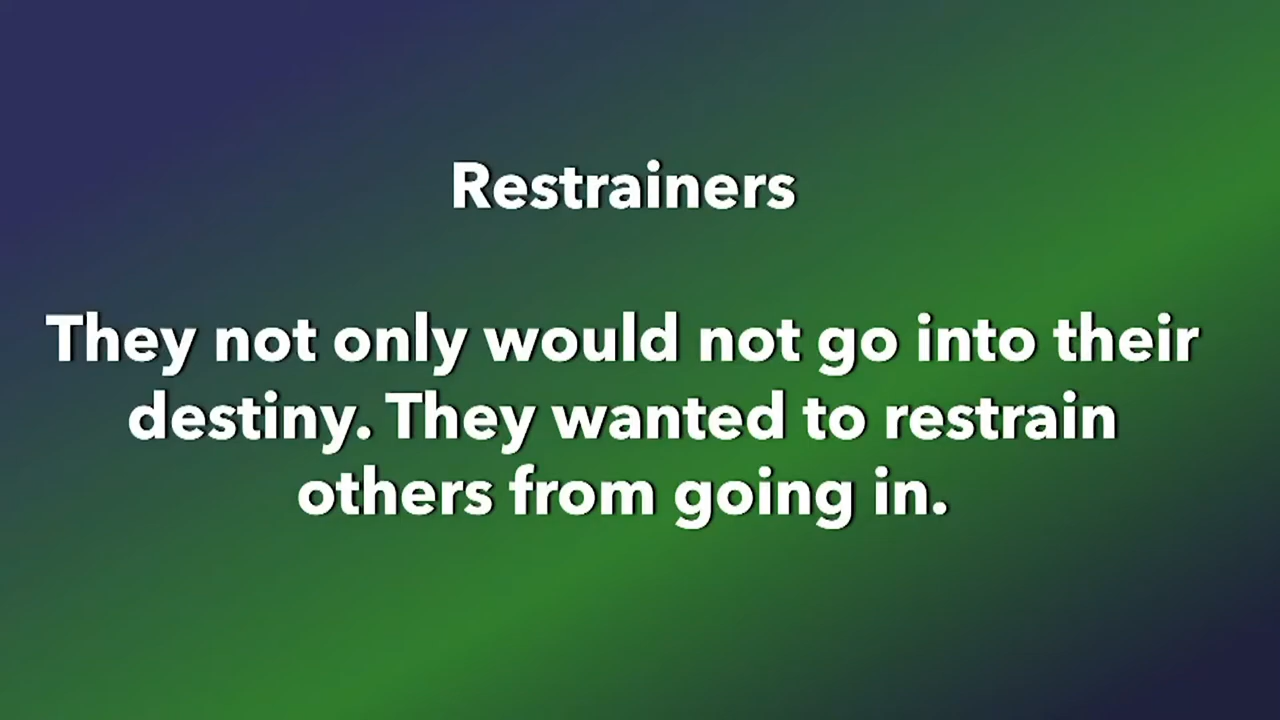 Restrainers
They not only would not go into their
destiny. They wanted to restrain
others from going in.